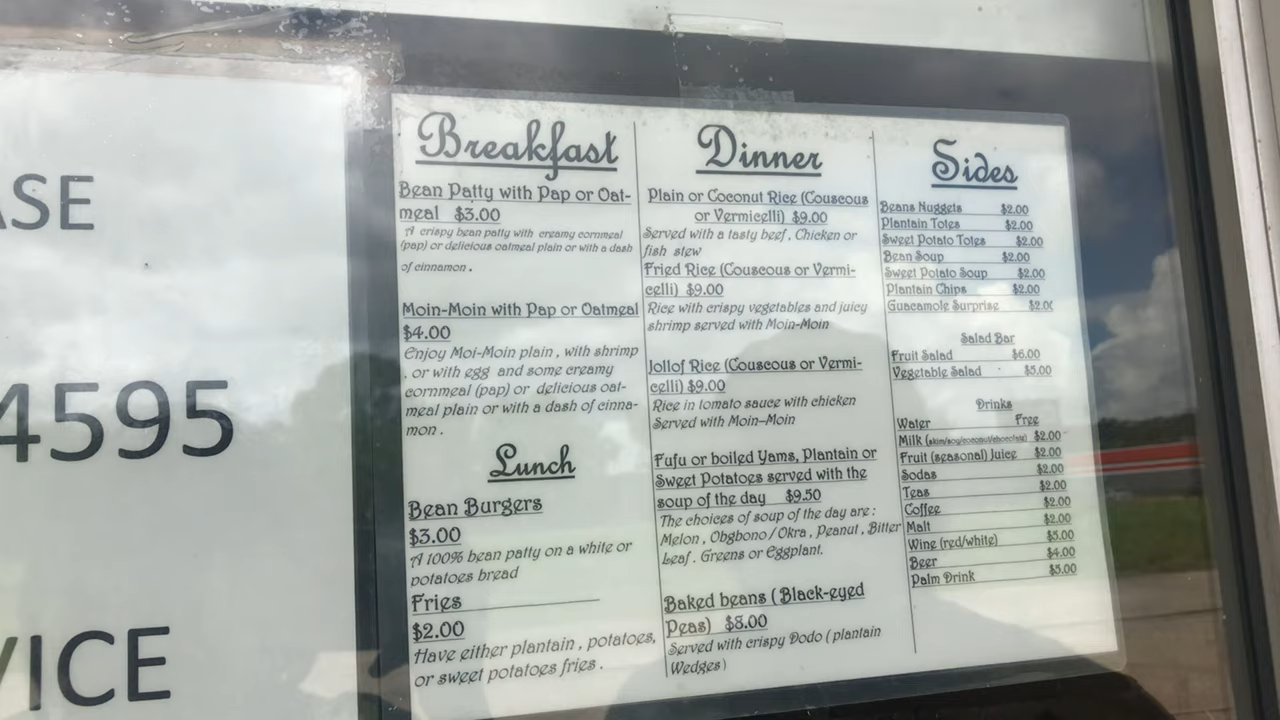 ASE
4595
VICE
Breakfast
Bean Patty with Pap or Oat-
meal $3.00
A crispy bean patty with creamy cornmeal
(pap) or delicious oatmeal plain or with a dash
of cinnamon.
Moin-Moin with Pap or Oatmeal
$4.00
Enjoy Moi-Moin plain, with shrimp
, or with egg and some creamy
cornmeal (pap) or delicious oat-
meal plain or with a dash of cinna-
mon.
Lunch
Bean Burgers
$3.00
A 100% bean patty on a white or
potatoes bread
Fries
$2.00
Have either plantain, potatoes,
or sweet potatoes fries.
Dinner
Plain or Coconut Rice (Couscous
or Vermicelli) $9.00
Served with a tasty beef, Chicken or
fish stew
Fried Rice (Couscous or Vermi-
celli) $9.00
Rice with crispy vegetables and juicy
shrimp served with Moin-Moin
Jollof Rice (Couscous or Vermi-
celli) $9.00
Rice in tomato sauce with chicken
Served with Moin-Moin
Fufu or boiled Yams, Plantain or
Sweet Potatoes served with the
soup of the day $9.50
The choices of soup of the day are:
Melon, Obgbono/Okra, Peanut, Bitter
Leaf, Greens or Eggplant.
Baked beans (Black-eyed
Peas) $8.00
Served with crispy Dodo (plantain
Wedges)
Sides
Beans Nuggets $2.00
Plantain Totes $2.00
Sweet Potato Totes $2.00
Bean Soup $2.00
Sweet Potato Soup $2.00
Plantain Chips $2.00
Guacamole Surprise $2.00
Salad Bar
Fruit Salad $6.00
Vegetable Salad $5.00
Drinks
Water Free
Milk (skim/soy/coconut/chocolate) $2.00
Fruit (seasonal) Juice $2.00
Sodas $2.00
Teas $2.00
Coffee $2.00
Malt $2.00
Wine (red/white) $5.00
Beer $4.00
Palm Drink $5.00